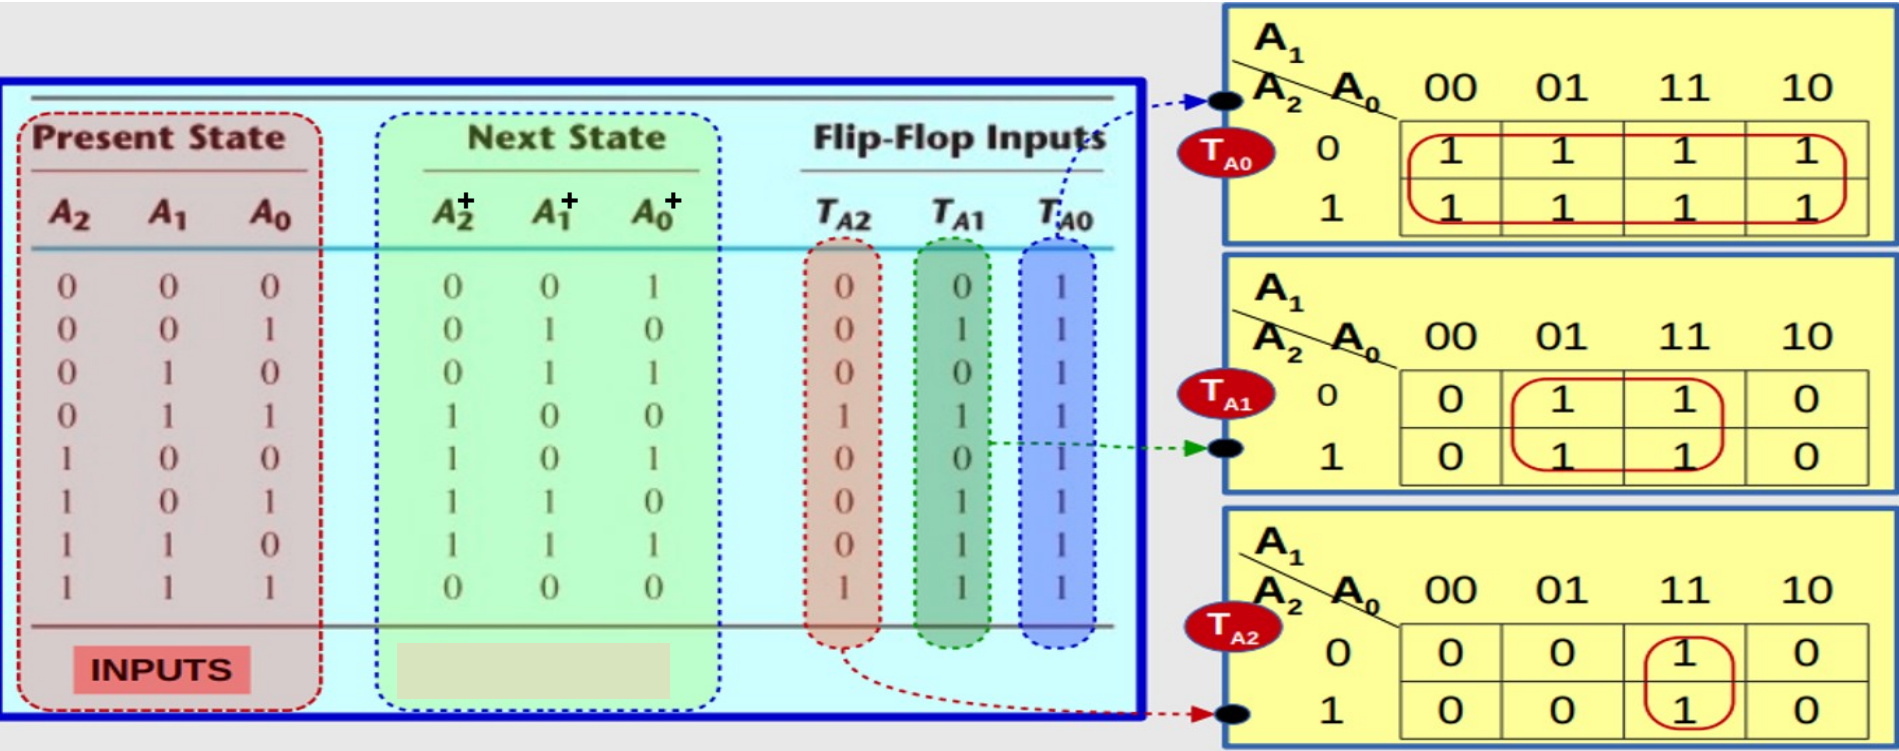 Present State Next State Flip-Flop Inputs
A2 A1 A0 A2+ A1+ A0+ TA2 TA1 TA0
0 0 0 0 0 1 0 0 1
0 0 1 0 1 0 0 1 1
0 1 0 0 1 1 0 0 1
0 1 1 1 0 0 1 1 1
1 0 0 1 0 1 0 0 1
1 0 1 1 1 0 0 1 1
1 1 0 1 1 1 0 1 1
1 1 1 0 0 0 1 1 1
INPUTS
A1
A2 A0 00 01 11 10
TA0 0 1 1 1 1
1 1 1 1 1
A1
A2 A0 00 01 11 10
TA1 0 0 1 1 0
1 0 1 1 0
A1
A2 A0 00 01 11 10
TA2 0 0 0 1 0
1 0 0 1 0